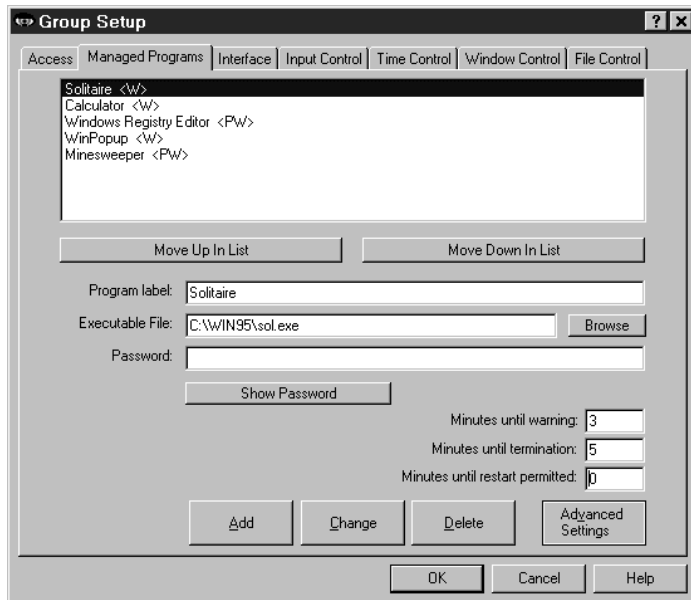 Group Setup
Access Managed Programs Interface Input Control Time Control Window Control File Control
Solitaire <W>
Calculator <W>
Windows Registry Editor <PW>
WinPopup <W>
Minesweeper <PW>
Move Up In List Move Down In List
Program label: Solitaire
Executable File: C:\WIN95\sol.exe Browse
Password:
Show Password
Minutes until warning: 3
Minutes until termination: 5
Minutes until restart permitted: 0
Add Change Delete Advanced
Settings
OK Cancel Help